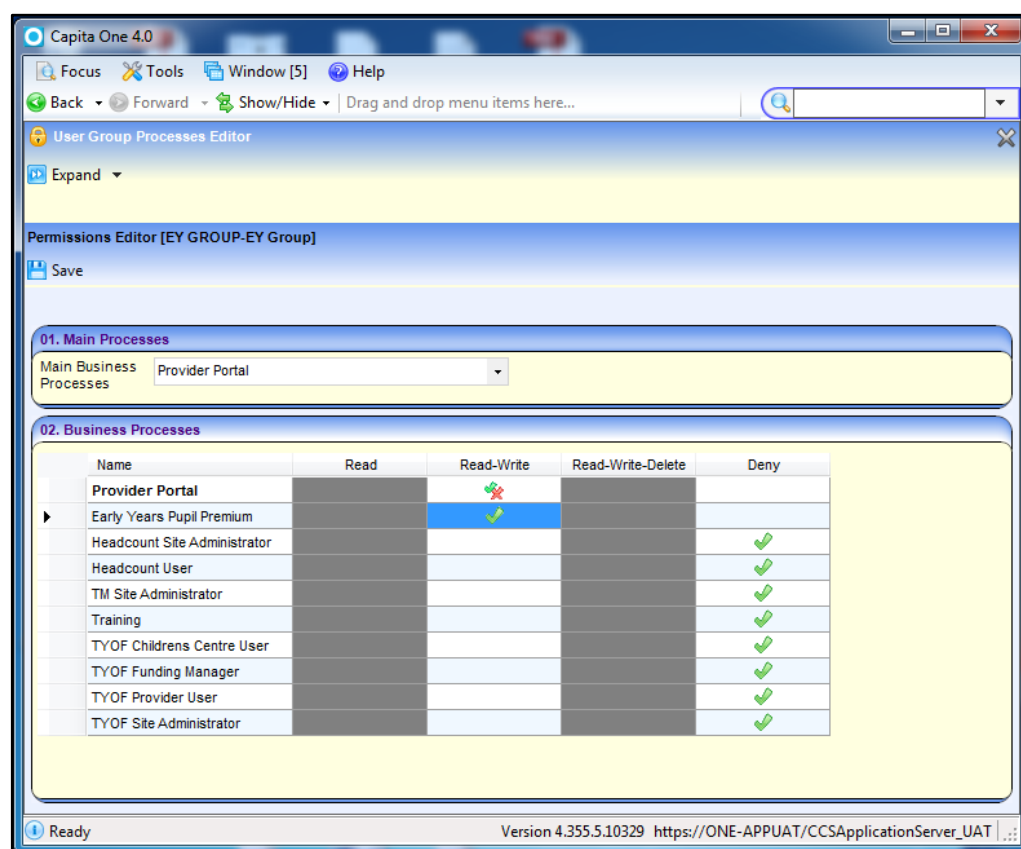 Capita One 4.0
Focus Tools Window [5] Help
Back Forward Show/Hide Drag and drop menu items here...
User Group Processes Editor
Expand
Permissions Editor [EY GROUP-EY Group]
Save
01. Main Processes
Main Business Processes Provider Portal
02. Business Processes
Name Read Read-Write Read-Write-Delete Deny
Provider Portal
Early Years Pupil Premium
Headcount Site Administrator
Headcount User
TM Site Administrator
Training
TYOF Childrens Centre User
TYOF Funding Manager
TYOF Provider User
TYOF Site Administrator
Ready Version 4.355.5.10329 https://ONE-APPUAT/CCSApplicationServer_UAT